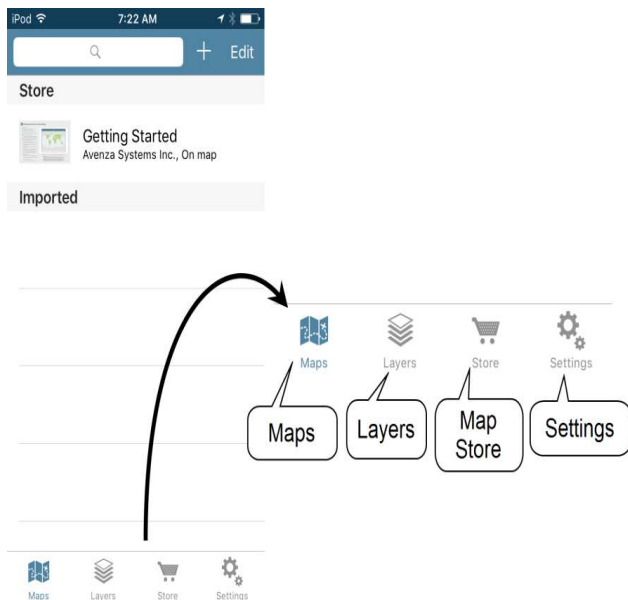 iPod 7:22 AM
+ Edit
Store
Getting Started
Avenza Systems Inc., On map
Imported
Maps Layers Store Settings
Maps Layers Map Store Settings
Maps Layers Store Settings